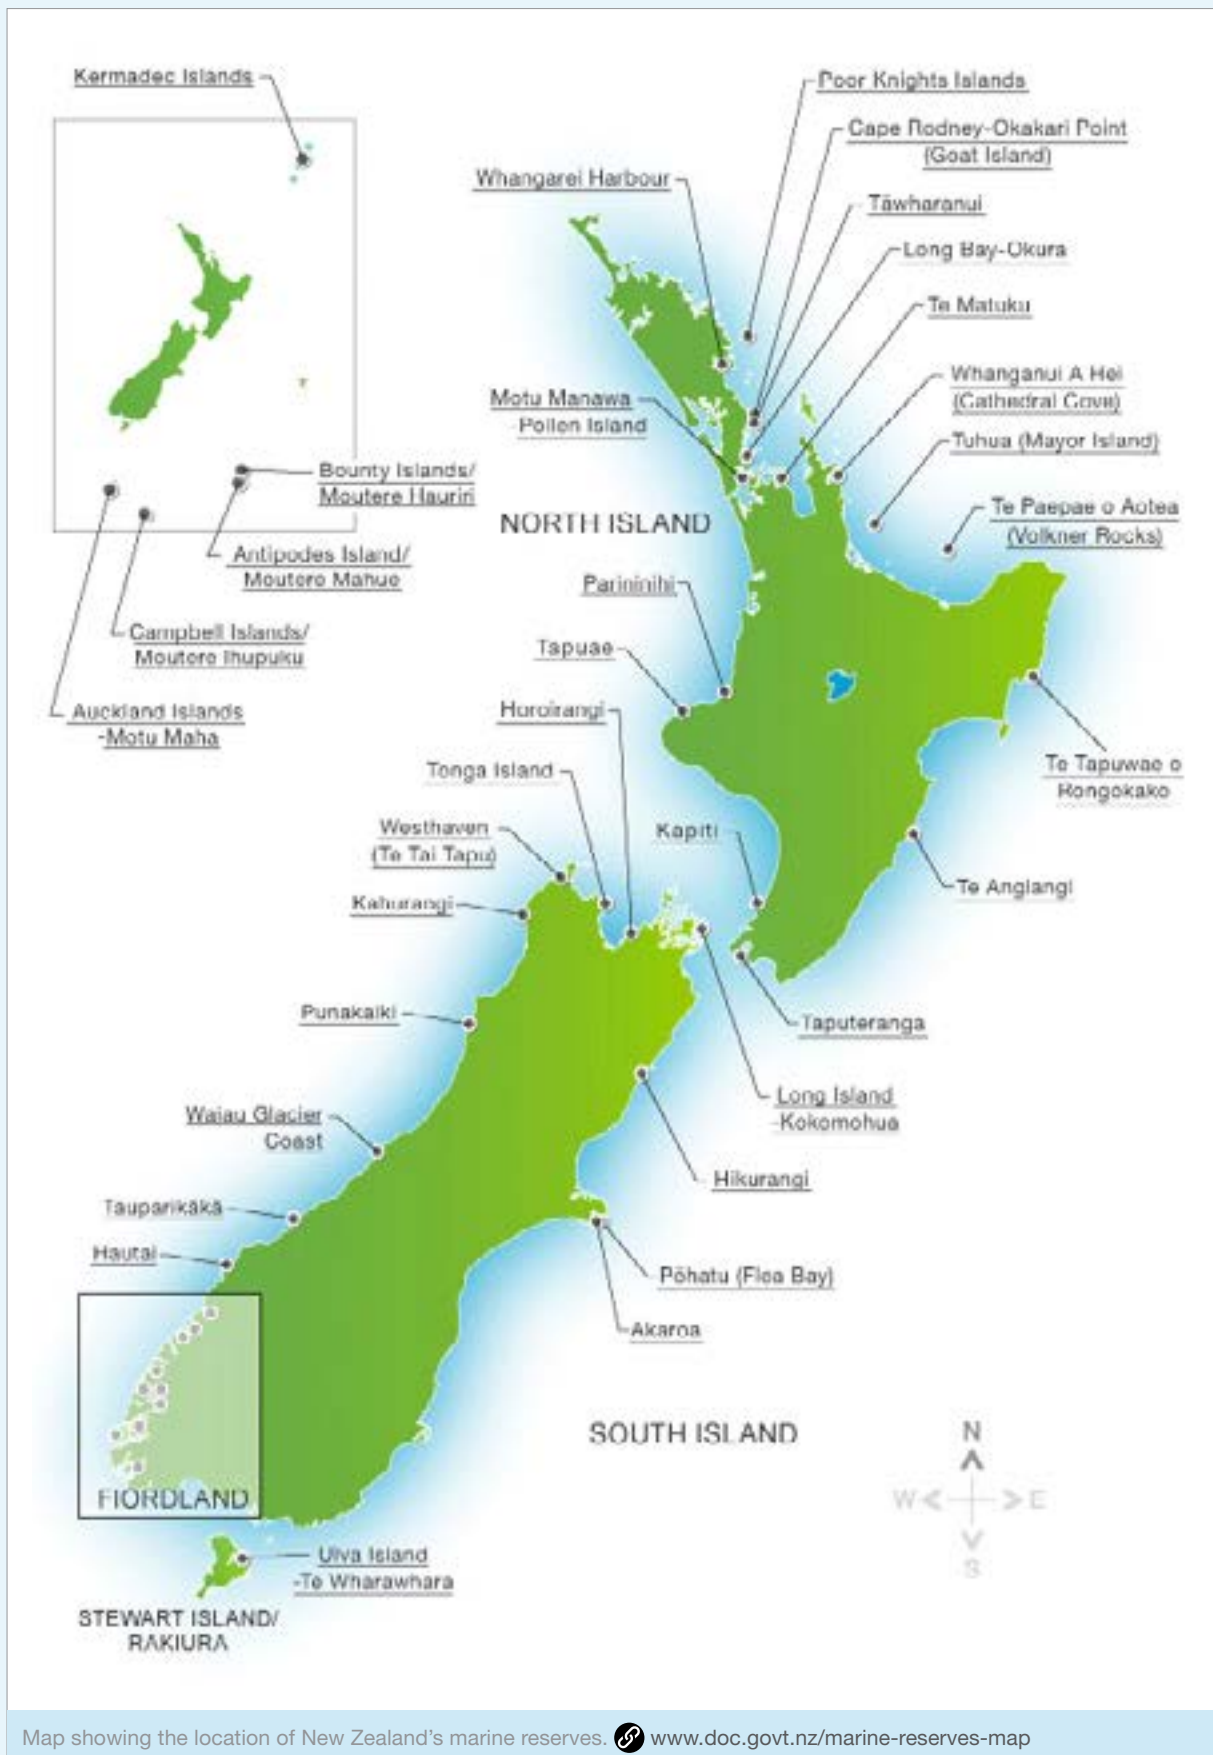 Kermadec Islands
Bounty Islands/
Moutere Hauriri
Antipodes Island/
Moutere Mahue
Campbell Islands/
Moutere Ihupuku
Auckland Islands
-Motu Maha
Poor Knights Islands
Cape Rodney-Okakari Point
(Goat Island)
Whangarei Harbour
Tāwharanui
Long Bay-Okura
Te Matuku
Whanganui A Hei
(Cathedral Cove)
Motu Manawa
-Pollen Island
Tuhua (Mayor Island)
Te Paepae o Aotea
(Volkner Rocks)
NORTH ISLAND
Parininihi
Tapuae
Horoirangi
Tonga Island
Westhaven
(Te Tai Tapu)
Kahurangi
Kapiti
Te Tapuwae o
Rongokako
Te Angiangi
Punakaiki
Taputeranga
Long Island
-Kokomohua
Waiau Glacier
Coast
Hikurangi
Tauparikākā
Hautai
Pōhatu (Flea Bay)
Akaroa
SOUTH ISLAND
N
W
E
S
FIORDLAND
Ulva Island
-Te Wharawhara
STEWART ISLAND/
RAKIURA
Map showing the location of New Zealand's marine reserves. www.doc.govt.nz/marine-reserves-map